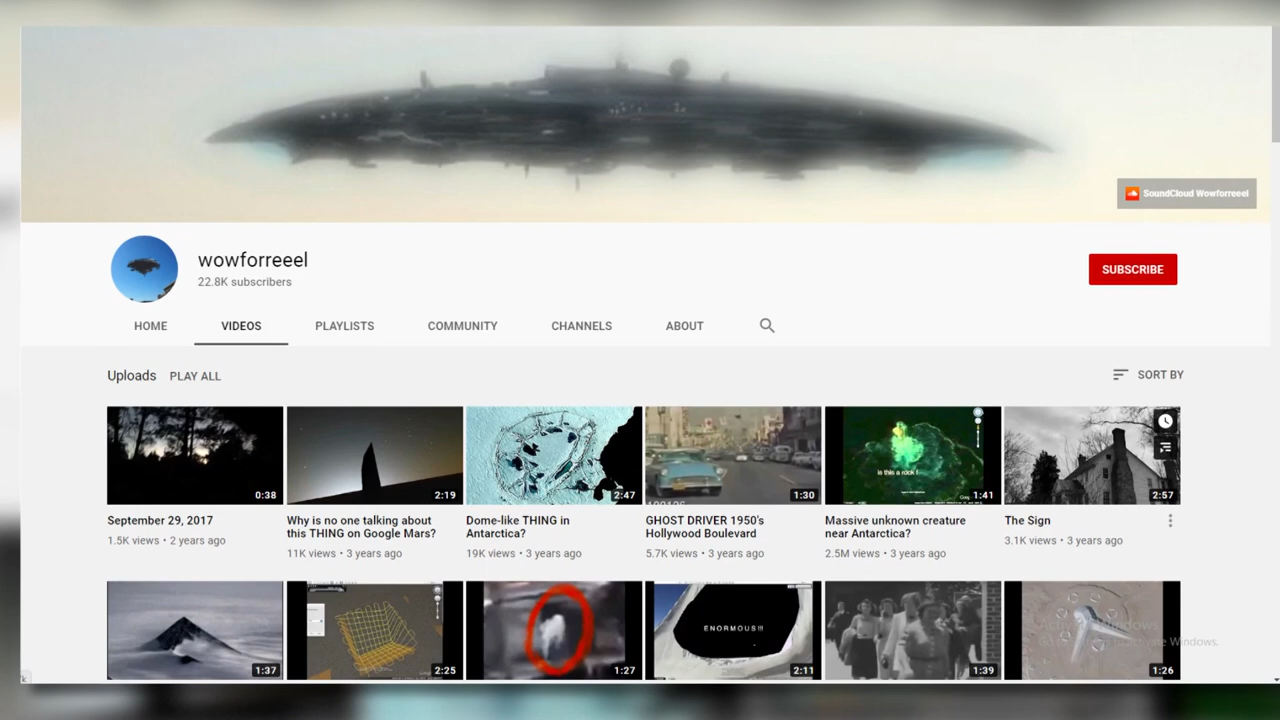 SoundCloud Wowforreeel
wowforreeel
22.8K subscribers
SUBSCRIBE
HOME
VIDEOS
PLAYLISTS
COMMUNITY
CHANNELS
ABOUT
Uploads
PLAY ALL
SORT BY
0:38
2:19
2:47
1:30
is this a rock
1:41
2:57
September 29, 2017
1.5K views • 2 years ago
Why is no one talking about
this THING on Google Mars?
11K views • 3 years ago
Dome-like THING in
Antarctica?
19K views • 3 years ago
GHOST DRIVER 1950's
Hollywood Boulevard
5.7K views • 3 years ago
Massive unknown creature
near Antarctica?
2.5M views • 3 years ago
The Sign
3.1K views • 3 years ago
1:37
2:25
1:27
ENORMOUS!!!
2:11
1:39
1:26
Windows.